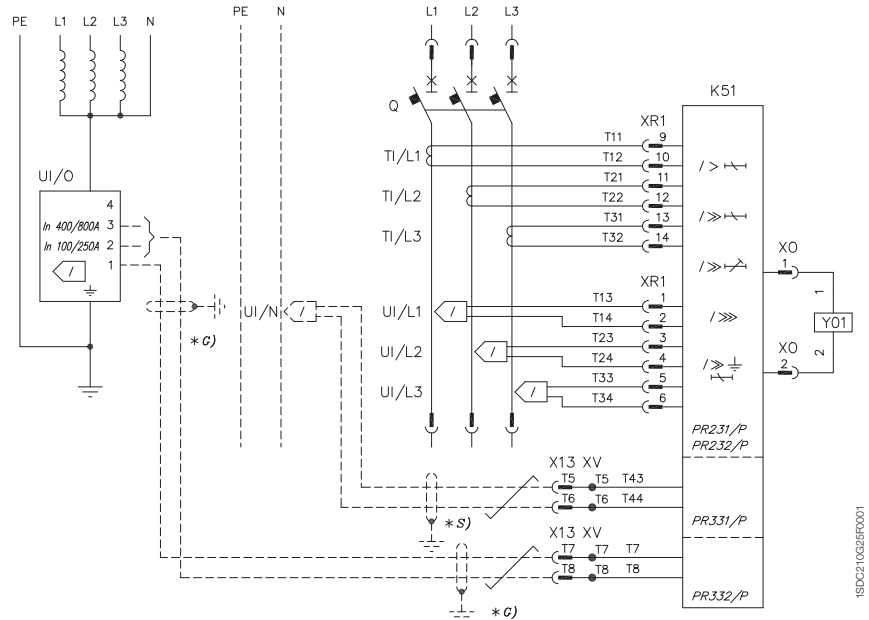 PE L1 L2 L3 N
PE N
L1 L2 L3
Q
K51
UI/O
4
In 400/800A 3
In 100/250A 2
1
/
* G)
UI/N
/
XR1
TI/L1
T11 9
T12 10
TI/L2
T21 11
T22 12
TI/L3
T31 13
T32 14
XR1
UI/L1
/
T13 1
T14 2
UI/L2
/
T23 3
T24 4
UI/L3
/
T33 5
T34 6
/ >
/ ≫
/ ≫
/ ⋙
/ ≫
PR231/P
PR232/P
XO
1
1
Y01
2
XO
2
X13 XV
T5 T5 T43
T6 T6 T44
* S)
PR331/P
X13 XV
T7 T7 T7
T8 T8 T8
* G)
PR332/P
1SDC210G25F0001